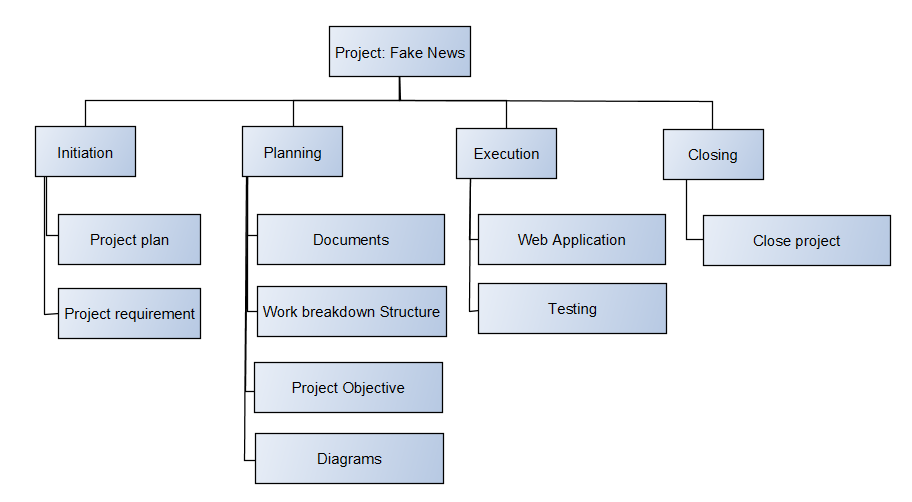 Project: Fake News
Initiation
Planning
Execution
Closing
Project plan
Documents
Web Application
Close project
Project requirement
Work breakdown Structure
Testing
Project Objective
Diagrams